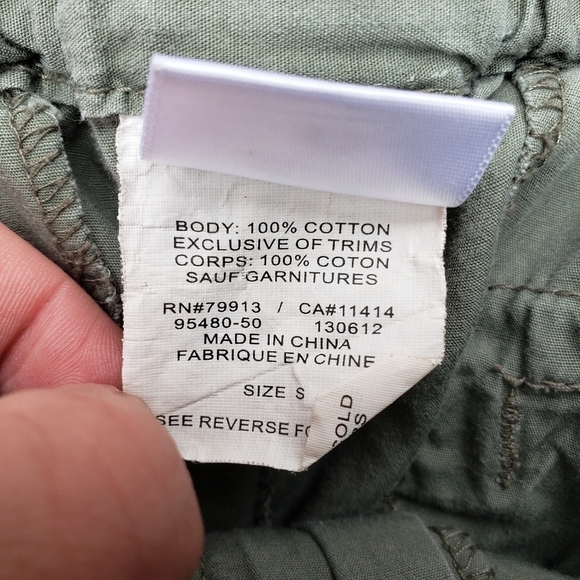 BODY: 100% COTTON
EXCLUSIVE OF TRIMS
CORPS: 100% COTON
SAUF GARNITURES
RN#79913 / CA#11414
95480-50 130612
MADE IN CHINA
FABRIQUE EN CHINE
SIZE S
SEE REVERSE